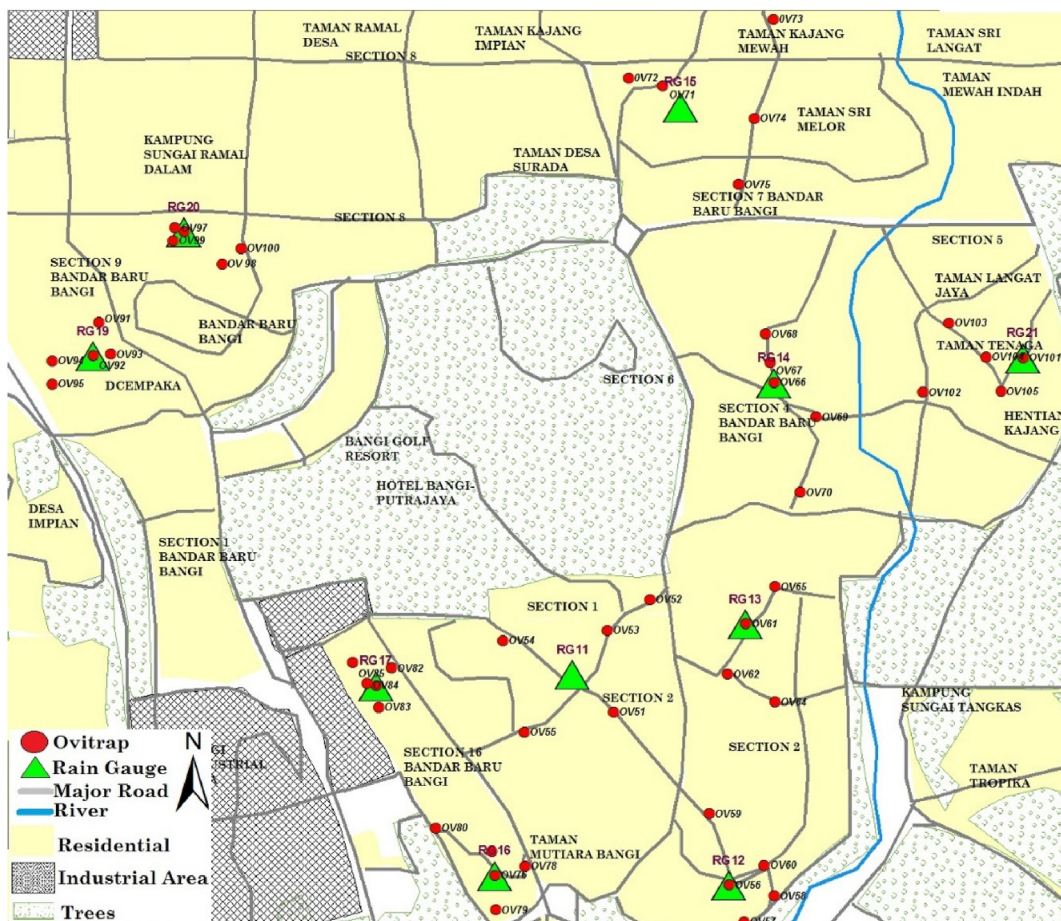 TAMAN RAMAL
DESA
SECTION 8
TAMAN KAJANG
IMPIAN
OV73
TAMAN KAJANG
MEWAH
TAMAN SRI
LANGAT
OV72
RG15
OV71
TAMAN
MEWAH INDAH
OV74
TAMAN SRI
MELOR
KAMPUNG
SUNGAI RAMAL
DALAM
TAMAN DESA
SURADA
OV75
SECTION 7 BANDAR
BARU BANGI
RG20
OV97
OV99
SECTION 8
OV100
OV 98
SECTION 5
SECTION 9
BANDAR BARU
BANGI
TAMAN LANGAT
JAYA
OV91
RG19
OV93
OV92
OV94
OV95
BANDAR BARU
BANGI
DCEMPAKA
OV68
RG14
OV67
OV66
OV103
RG21
TAMAN TENAGA
OV101
OV102
OV105
SECTION 6
SECTION 4
BANDAR BARU
BANGI
OV69
HENTIAN
KAJANG
BANGI GOLF
RESORT
HOTEL BANGI-
PUTRAJAYA
OV70
DESA
IMPIAN
SECTION 1
BANDAR BARU
BANGI
OV65
SECTION 1
OV52
RG13
OV61
OV53
OV54
RG17
OV82
OV85
OV84
OV83
RG11
OV62
SECTION 2
OV51
OV64
KAMPUNG
SUNGAI TANGKAS
OV55
SECTION 16
BANDAR BARU
BANGI
SECTION 2
TAMAN
TROPIKA
OV59
OV80
TAMAN
MUTIARA BANGI
RG16
OV78
OV76
OV79
RG12
OV60
OV56
OV58
OV57
N
Ovitrap
Rain Gauge
Major Road
River
Residential
Industrial Area
Trees